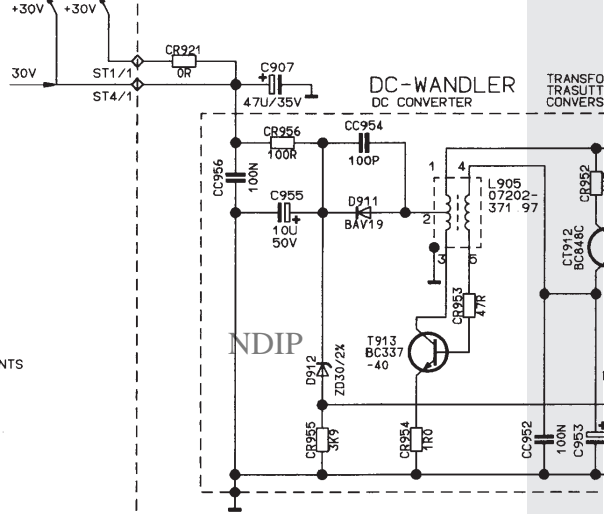 +30V
+30V
CR921
0R
30V
ST1/1
ST4/1
C907
+
47U/35V
DC-WANDLER
DC CONVERTER
TRANSFO
TRASUTT
CONVERS
CR956
100R
CC954
100P
CC956
100N
C955
+
10U
50V
D911
BAV19
1
4
2
3
5
L905
07202-
371 97
CR952
CT912
BC848C
CR953
47R
NDIP
T913
BC337
-40
D912
ZD30/2%
NTS
CR955
3K9
CR954
1R0
CC952
100N
C953
+